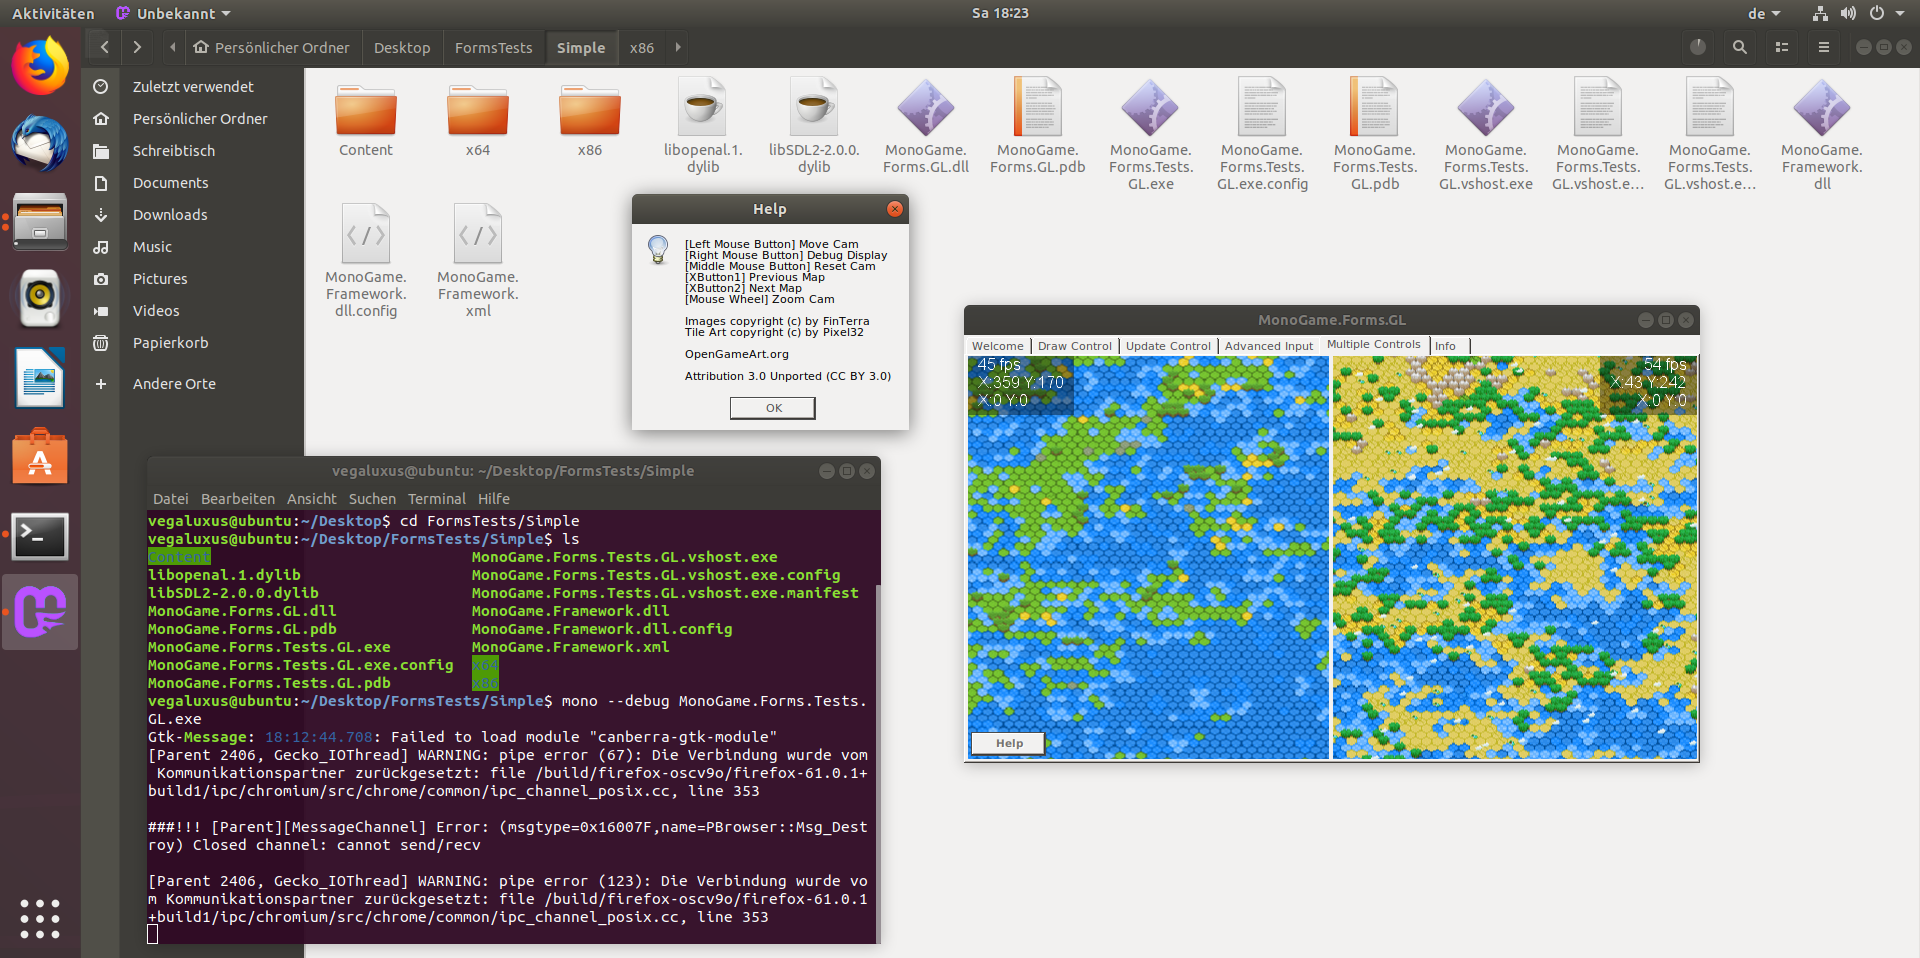 Aktivitäten
Unbekannt
Sa 18:23
de
Persönlicher Ordner
Desktop
FormsTests
Simple
x86
Zuletzt verwendet
Persönlicher Ordner
Schreibtisch
Documents
Downloads
Music
Pictures
Videos
Papierkorb
Andere Orte
Content
x64
x86
libopenal.1.
dylib
libSDL2-2.0.0.
dylib
MonoGame.
Forms.GL.dll
MonoGame.
Forms.GL.pdb
MonoGame.
Forms.Tests.
GL.exe
MonoGame.
Forms.Tests.
GL.exe.config
MonoGame.
Forms.Tests.
GL.pdb
MonoGame.
Forms.Tests.
GL.vshost.exe
MonoGame.
Forms.Tests.
GL.vshost.e...
MonoGame.
Forms.Tests.
GL.vshost.e...
MonoGame.
Framework.
dll
MonoGame.
Framework.
dll.config
MonoGame.
Framework.
xml
Help
[Left Mouse Button] Move Cam
[Right Mouse Button] Debug Display
[Middle Mouse Button] Reset Cam
[XButton1] Previous Map
[XButton2] Next Map
[Mouse Wheel] Zoom Cam
Images copyright (c) by FinTerra
Tile Art copyright (c) by Pixel32
OpenGameArt.org
Attribution 3.0 Unported (CC BY 3.0)
OK
MonoGame.Forms.GL
Welcome
Draw Control
Update Control
Advanced Input
Multiple Controls
Info
45 fps
X:359 Y:170
X:0 Y:0
54 fps
X:43 Y:242
X:0 Y:0
Help
vegaluxus@ubuntu: ~/Desktop/FormsTests/Simple
Datei Bearbeiten Ansicht Suchen Terminal Hilfe
vegaluxus@ubuntu:~/Desktop$ cd FormsTests/Simple
vegaluxus@ubuntu:~/Desktop/FormsTests/Simple$ ls
Content MonoGame.Forms.Tests.GL.vshost.exe
libopenal.1.dylib MonoGame.Forms.Tests.GL.vshost.exe.config
libSDL2-2.0.0.dylib MonoGame.Forms.Tests.GL.vshost.exe.manifest
MonoGame.Forms.GL.dll MonoGame.Framework.dll
MonoGame.Forms.GL.pdb MonoGame.Framework.dll.config
MonoGame.Forms.Tests.GL.exe MonoGame.Framework.xml
MonoGame.Forms.Tests.GL.exe.config x64
MonoGame.Forms.Tests.GL.pdb x86
vegaluxus@ubuntu:~/Desktop/FormsTests/Simple$ mono --debug MonoGame.Forms.Tests.
GL.exe
Gtk-Message: 18:12:44.708: Failed to load module "canberra-gtk-module"
[Parent 2406, Gecko_IOThread] WARNING: pipe error (67): Die Verbindung wurde vom
Kommunikationspartner zurückgesetzt: file /build/firefox-oscv9o/firefox-61.0.1+
build1/ipc/chromium/src/chrome/common/ipc_channel_posix.cc, line 353
###!!! [Parent][MessageChannel] Error: (msgtype=0x16007F,name=PBrowser::Msg_Dest
roy) Closed channel: cannot send/recv
[Parent 2406, Gecko_IOThread] WARNING: pipe error (123): Die Verbindung wurde vo
m Kommunikationspartner zurückgesetzt: file /build/firefox-oscv9o/firefox-61.0.1
+build1/ipc/chromium/src/chrome/common/ipc_channel_posix.cc, line 353